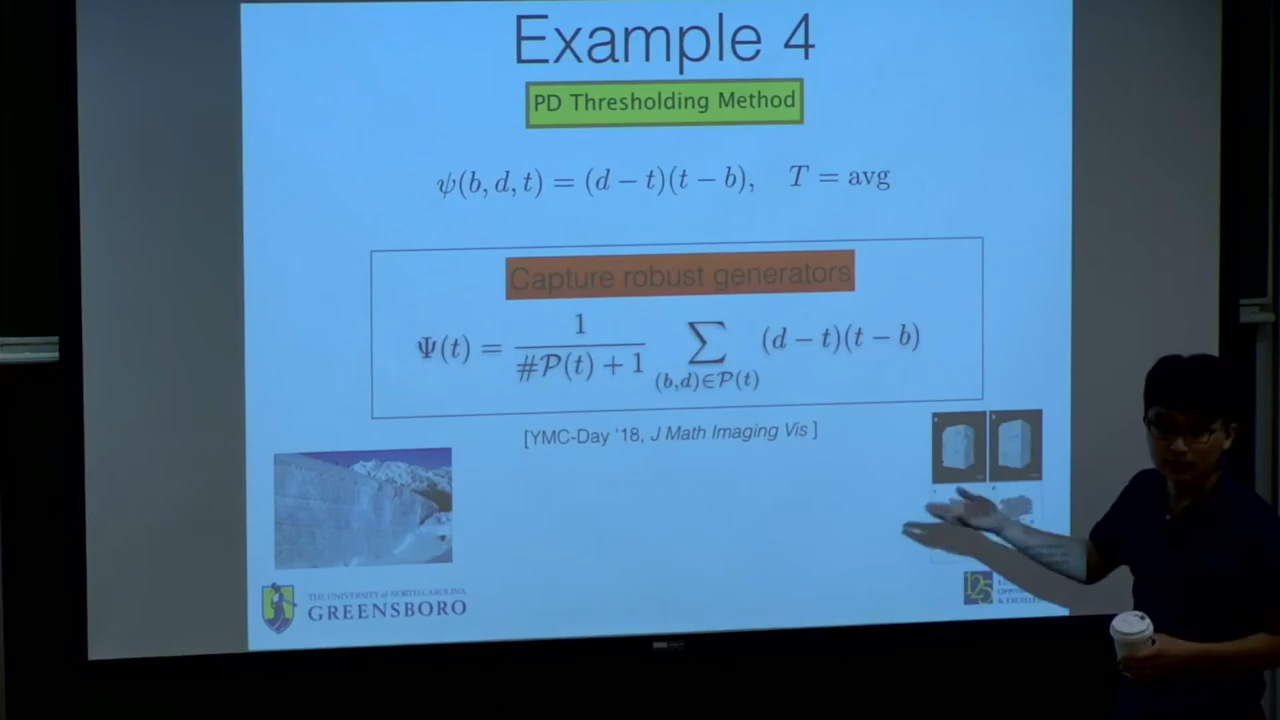 Example 4
PD Thresholding Method
ψ(b, d, t) = (d − t)(t − b), T = avg
Capture robust generators
Ψ(t) = 1 / (#P(t) + 1) ∑_{(b,d)∈P(t)} (d − t)(t − b)
[YMC-Day '18, J Math Imaging Vis ]
THE UNIVERSITY of NORTH CAROLINA
GREENSBORO
125